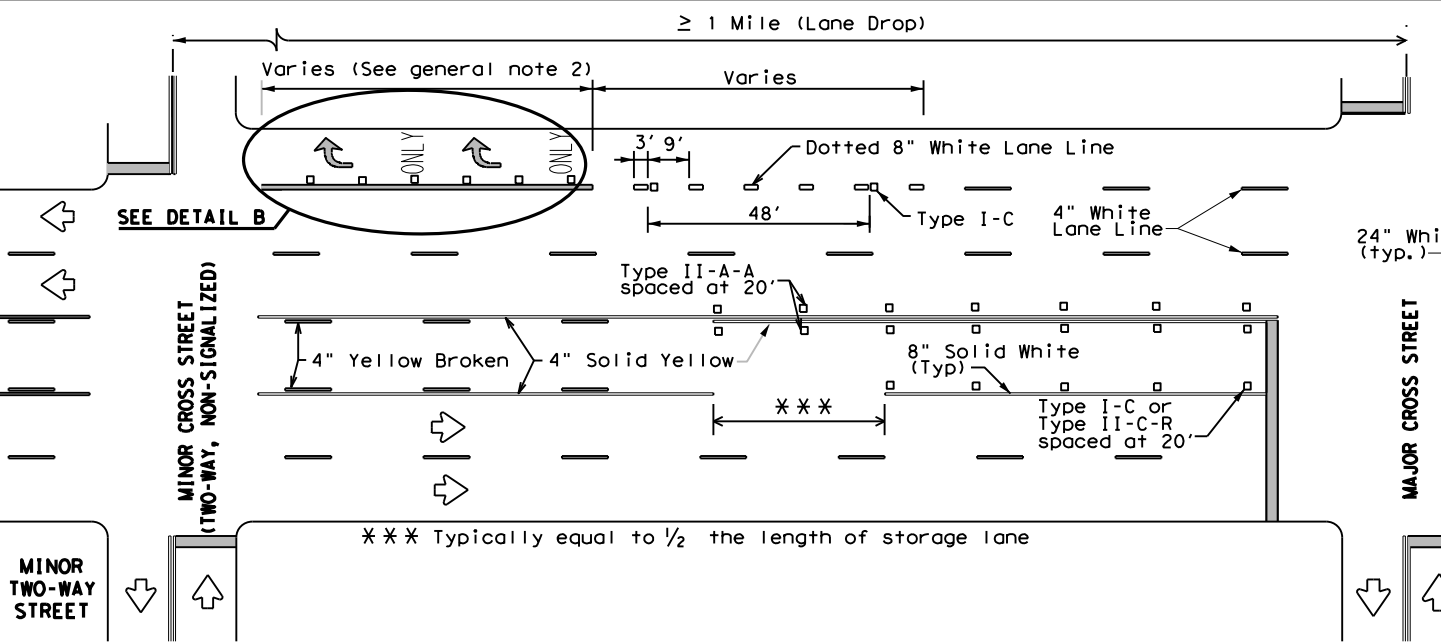 ≥ 1 Mile (Lane Drop)
Varies (See general note 2)
Varies
ONLY
ONLY
3' 9'
Dotted 8" White Lane Line
SEE DETAIL B
48'
Type I-C
4" White
Lane Line
24" Whi
(typ.)
Type II-A-A
spaced at 20'
MINOR CROSS STREET
(TWO-WAY, NON-SIGNALIZED)
MAJOR CROSS STREET
4" Yellow Broken
4" Solid Yellow
8" Solid White
(Typ)
***
Type I-C or
Type II-C-R
spaced at 20'
*** Typically equal to ½ the length of storage lane
MINOR
TWO-WAY
STREET